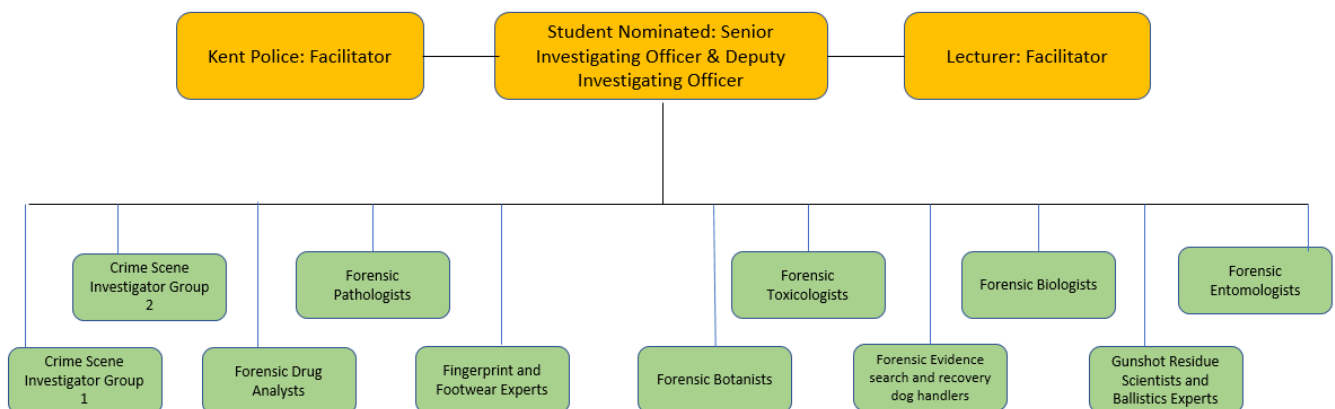 Kent Police: Facilitator
Student Nominated: Senior
Investigating Officer & Deputy
Investigating Officer
Lecturer: Facilitator
Crime Scene
Investigator Group
2
Forensic
Pathologists
Forensic
Toxicologists
Forensic Biologists
Forensic
Entomologists
Crime Scene
Investigator Group
1
Forensic Drug
Analysts
Fingerprint and
Footwear Experts
Forensic Botanists
Forensic Evidence
search and recovery
dog handlers
Gunshot Residue
Scientists and
Ballistics Experts